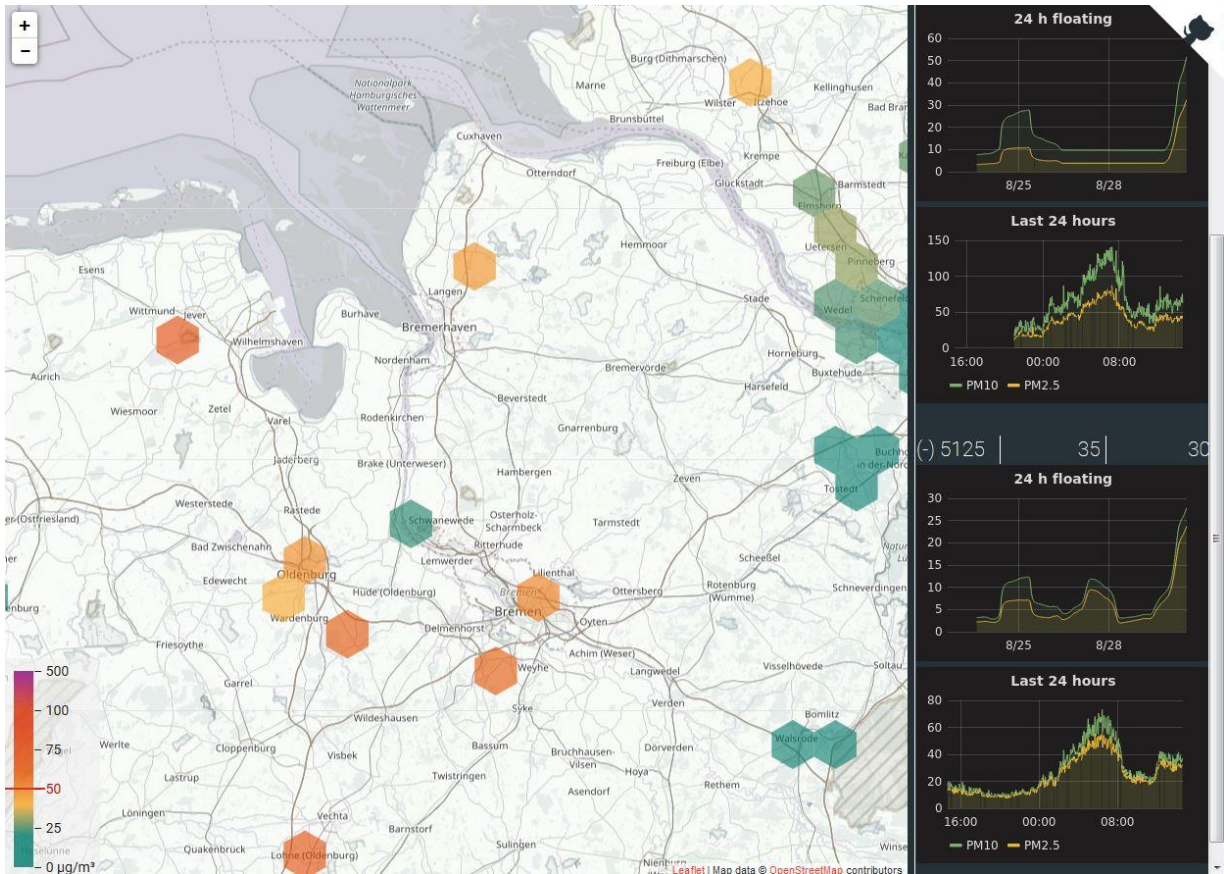 +
−
Nationalpark
Hamburgisches
Wattenmeer
Marne
Burg (Dithmarschen)
Wilster
Itzehoe
Kellinghusen
Brunsbüttel
Cuxhaven
Otterndorf
Freiburg (Elbe)
Krempe
Glückstadt
Barmstedt
Elmshorn
Uetersen
Pinneberg
Hemmoor
Esens
Langen
Stade
Wedel
Wittmund
Jever
Burhave
Bremerhaven
Wilhelmshaven
Nordenham
Horneburg
Buxtehude
Aurich
Bremervörde
Harsefeld
Wiesmoor
Zetel
Varel
Rodenkirchen
Beverstedt
Gnarrenburg
Jaderberg
Brake (Unterweser)
Hambergen
Zeven
Tostedt
Westerstede
Rastede
Schwanewede
Osterholz-
Scharmbeck
Tarmstedt
er (Ostfriesland)
Bad Zwischenahn
Ritterhude
Lemwerder
Scheeßel
Edewecht
Oldenburg
Hude (Oldenburg)
Lilienthal
Bremen
Bremen
Ottersberg
Rotenburg
(Wümme)
Schneverdingen
enburg
Wardenburg
Delmenhorst
Oyten
Friesoythe
Achim (Weser)
Weyhe
Langwedel
Visselhövede
Soltau
Garrel
Verden
Syke
Bomlitz
Walsrode
Wildeshausen
Werlte
Cloppenburg
Visbek
Bassum
Bruchhausen-
Vilsen
Dörverden
Hoya
Rethem
Lastrup
Twistringen
Asendorf
Löningen
Vechta
Barnstorf
Quakenbrück
Lohne (Oldenburg)
Sulingen
500
100
75
50
25
0 µg/m³
Leaflet | Map data © OpenStreetMap contributors
24 h floating
60
50
40
30
20
10
0
8/25
8/28
Last 24 hours
150
100
50
0
16:00
00:00
08:00
PM10
PM2.5
(-) 5125
35
30
24 h floating
30
25
20
15
10
5
0
8/25
8/28
Last 24 hours
80
60
40
20
0
16:00
00:00
08:00
PM10
PM2.5